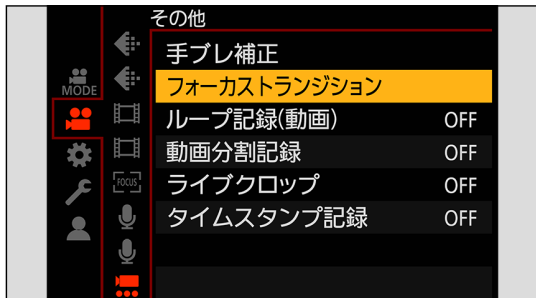 その他
手ブレ補正
MODE
フォーカストランジション
ループ記録(動画) OFF
動画分割記録 OFF
FOCUS
ライブクロップ OFF
タイムスタンプ記録 OFF